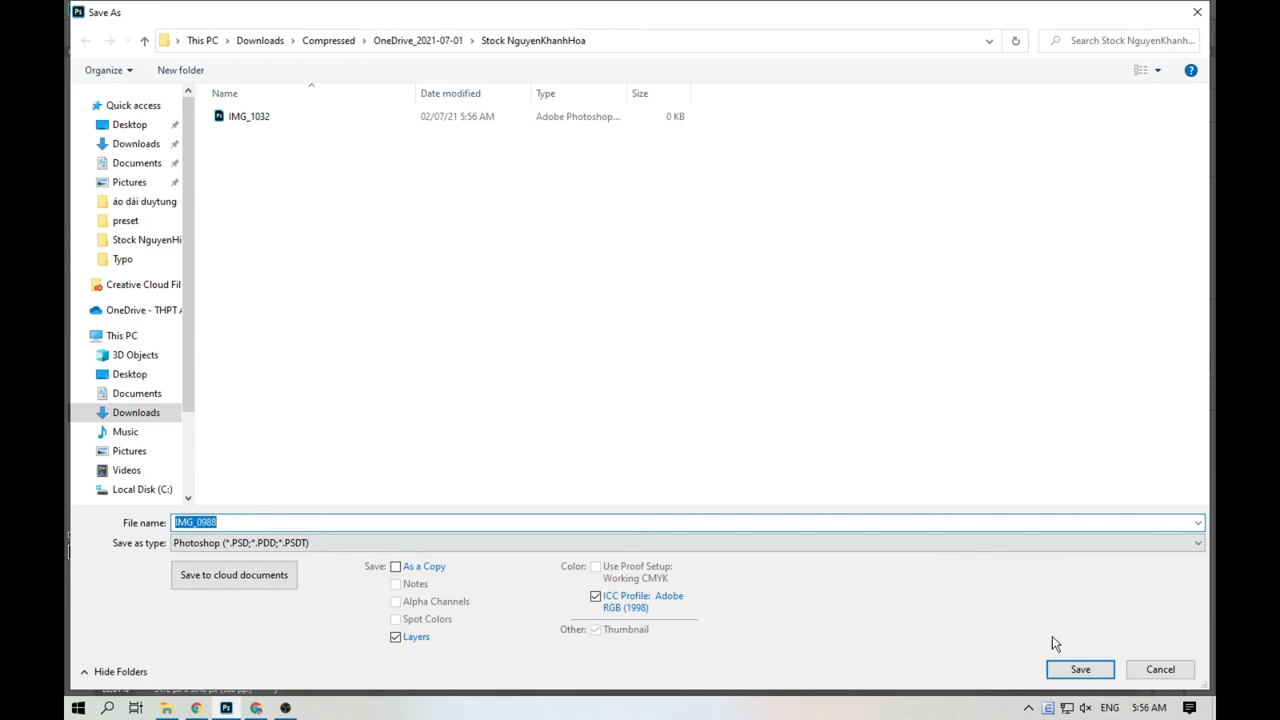 Save As
This PC > Downloads > Compressed > OneDrive_2021-07-01 > Stock NguyenKhanhHoa
Search Stock NguyenKhanh...
Organize
New folder
Name
Date modified
Type
Size
IMG_1032
02/07/21 5:56 AM
Adobe Photoshop...
0 KB
Quick access
Desktop
Downloads
Documents
Pictures
áo dài duytung
preset
Stock NguyenHi
Typo
Creative Cloud Fil
OneDrive - THPT
This PC
3D Objects
Desktop
Documents
Downloads
Music
Pictures
Videos
Local Disk (C:)
File name: IMG_0988
Save as type: Photoshop (*.PSD;*.PDD;*.PSDT)
Save to cloud documents
Save: As a Copy
Notes
Alpha Channels
Spot Colors
Layers
Color: Use Proof Setup:
Working CMYK
ICC Profile: Adobe
RGB (1998)
Other: Thumbnail
Hide Folders
Save
Cancel
ENG
5:56 AM